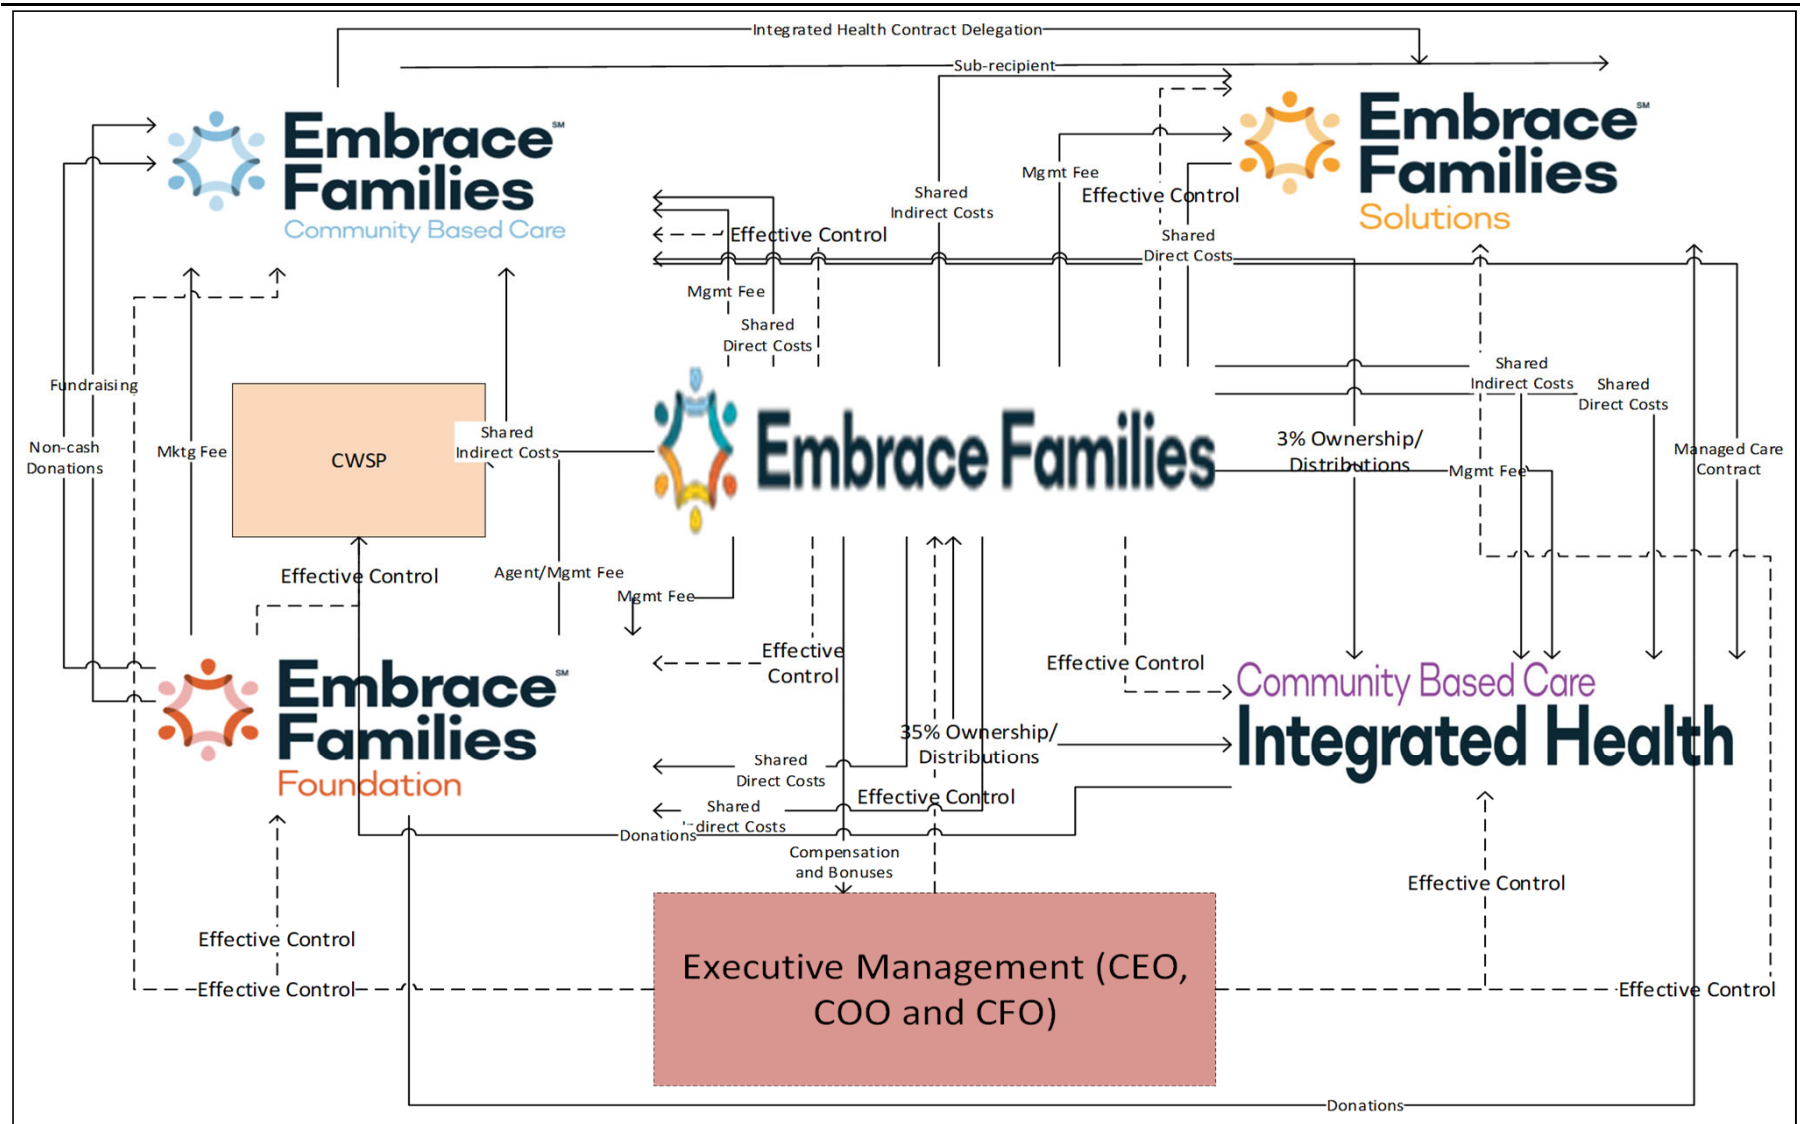 Integrated Health Contract Delegation
Sub-recipient
Embrace℠
Families
Community Based Care
Embrace℠
Families
Solutions
Mgmt Fee
Effective Control
Shared
Indirect Costs
Effective Control
Shared
Direct Costs
Mgmt Fee
Shared
Direct Costs
Fundraising
Non-cash
Donations
Mktg Fee
CWSP
Shared
Indirect Costs
Embrace Families
3% Ownership/
Distributions
Mgmt Fee
Shared
Indirect Costs
Shared
Direct Costs
Managed Care
Contract
Effective Control
Agent/Mgmt Fee
Mgmt Fee
Effective
Control
Effective Control
Embrace℠
Families
Foundation
Community Based Care
Integrated Health
35% Ownership/
Distributions
Shared
Direct Costs
Effective Control
Shared
Indirect Costs
Donations
Compensation
and Bonuses
Effective Control
Effective Control
Effective Control
Executive Management (CEO,
COO and CFO)
Effective Control
Donations